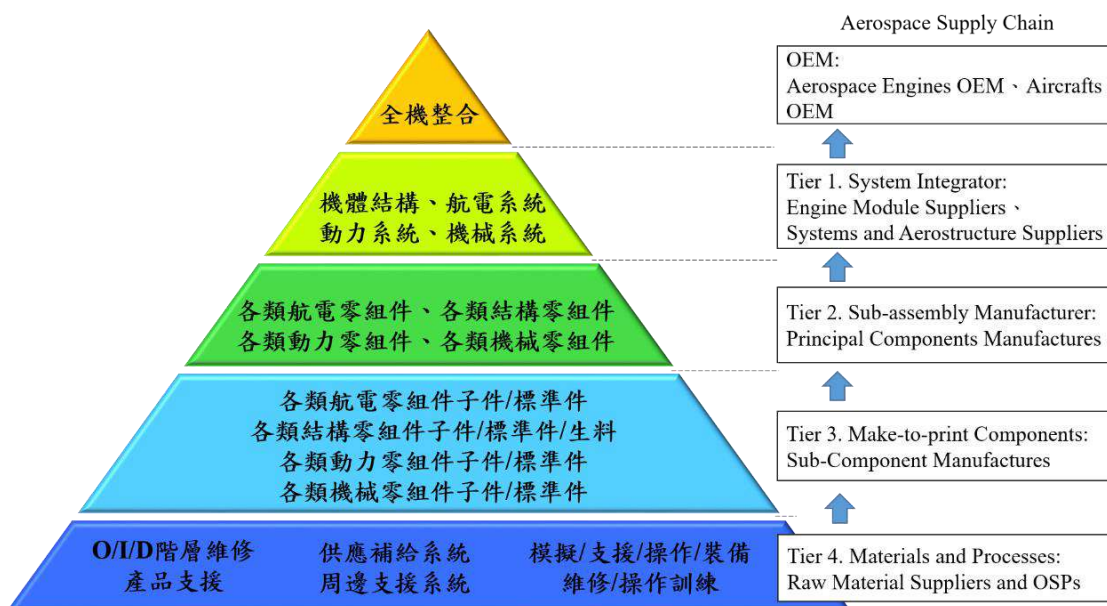 Aerospace Supply Chain
全機整合
OEM:
Aerospace Engines OEM、Aircrafts
OEM
機體結構、航電系統
動力系統、機械系統
Tier 1. System Integrator:
Engine Module Suppliers、
Systems and Aerostructure Suppliers
各類航電零組件、各類結構零組件
各類動力零組件、各類機械零組件
Tier 2. Sub-assembly Manufacturer:
Principal Components Manufactures
各類航電零組件子件/標準件
各類結構零組件子件/標準件/生料
各類動力零組件子件/標準件
各類機械零組件子件/標準件
Tier 3. Make-to-print Components:
Sub-Component Manufactures
O/I/D階層維修
產品支援
供應補給系統
周邊支援系統
模擬/支援/操作/裝備
維修/操作訓練
Tier 4. Materials and Processes:
Raw Material Suppliers and OSPs